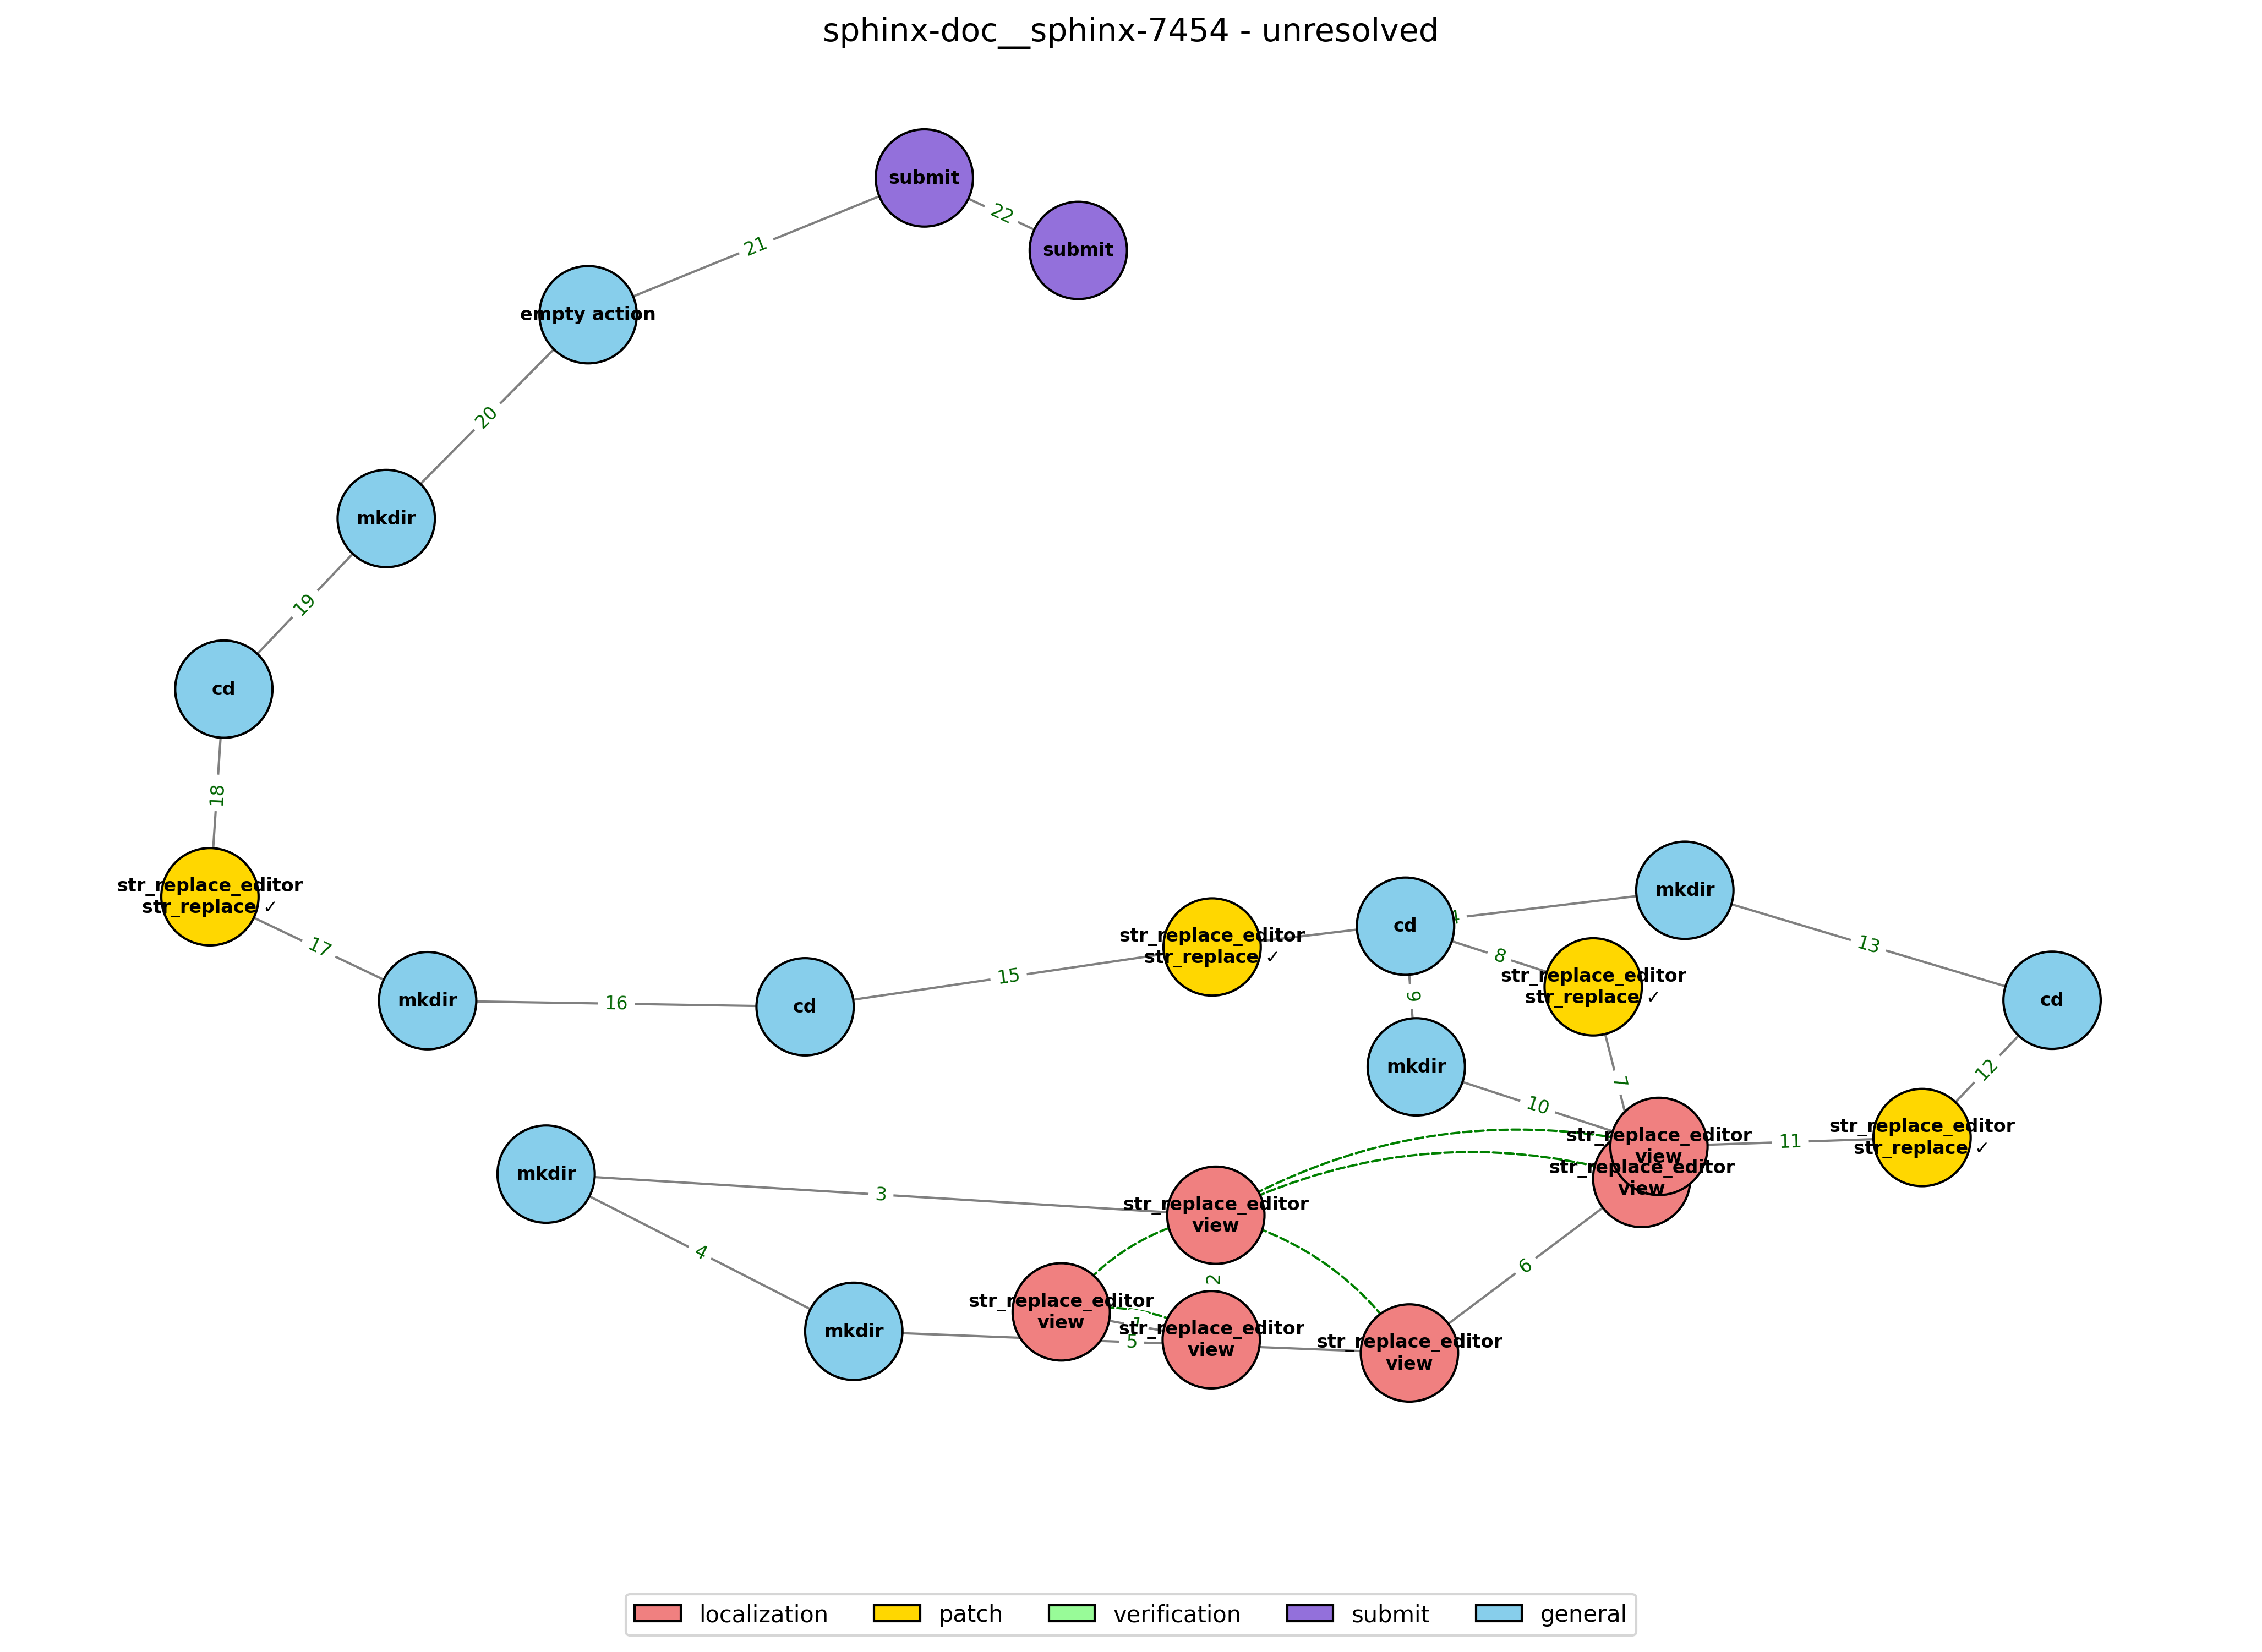 sphinx-doc__sphinx-7454 - unresolved
submit
22
submit
21
empty action
20
mkdir
19
cd
18
str_replace_editor
str_replace ✓
17
mkdir
16
cd
15
str_replace_editor
str_replace ✓
cd
4
mkdir
13
cd
8
str_replace_editor
str_replace ✓
9
mkdir
7
10
12
str_replace_editor
view
11
str_replace_editor
str_replace ✓
str_replace_editor
view
mkdir
3
str_replace_editor
view
4
2
6
str_replace_editor
view
1
mkdir
5
str_replace_editor
view
str_replace_editor
view
localization
patch
verification
submit
general